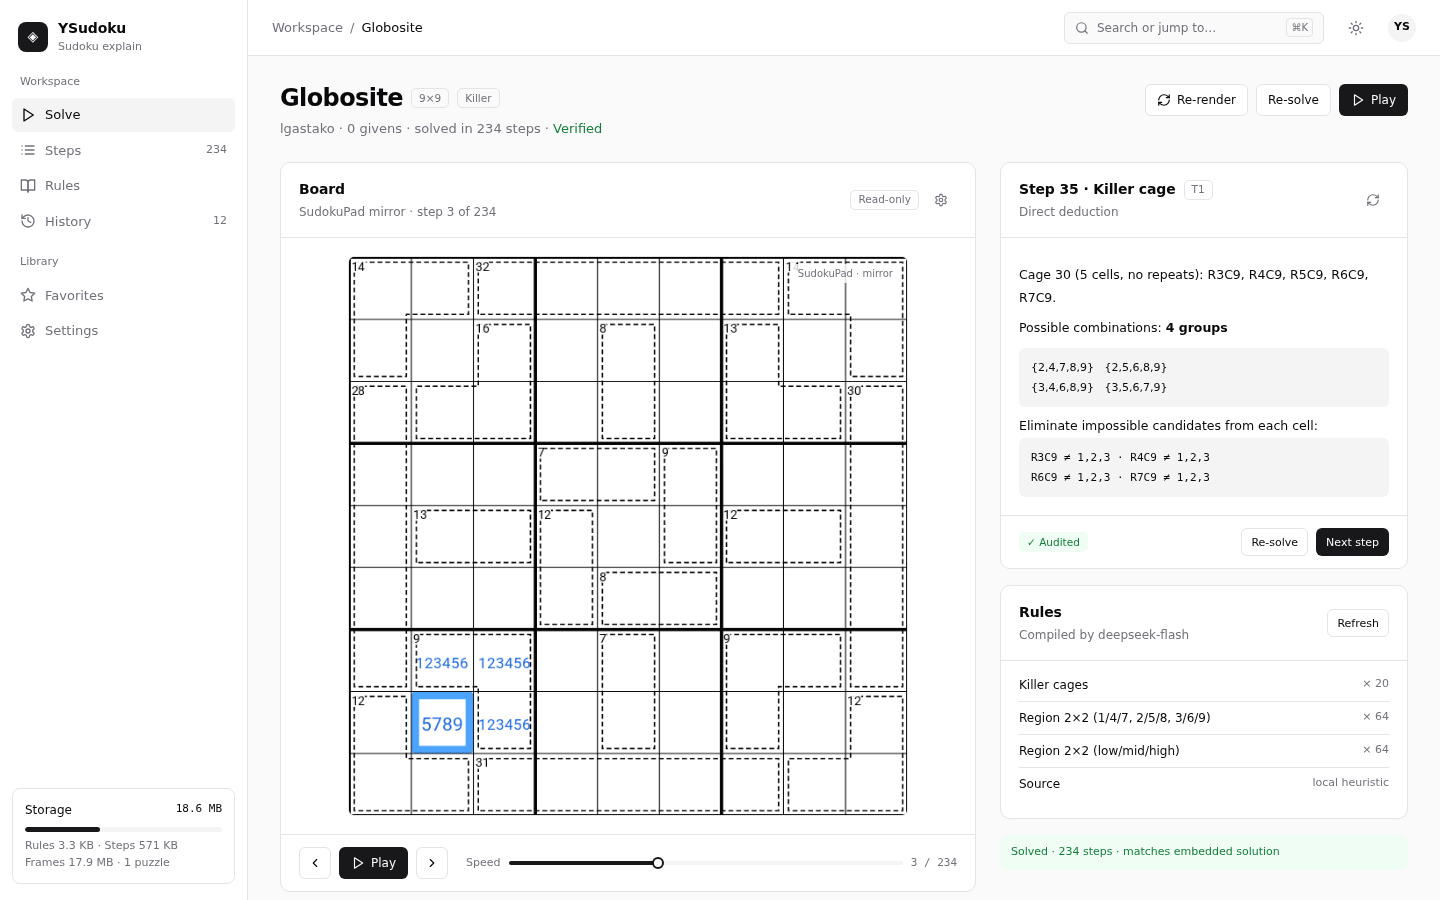 YSudoku
Sudoku explain
Workspace
Solve
Steps 234
Rules
History 12
Library
Favorites
Settings
Storage 18.6 MB
Rules 3.3 KB · Steps 571 KB
Frames 17.9 MB · 1 puzzle
Workspace / Globosite
Search or jump to… ⌘K
YS
Globosite 9×9 Killer
lgastako · 0 givens · solved in 234 steps · Verified
Re-render Re-solve Play
Board
SudokuPad mirror · step 3 of 234
Read-only
14 32
SudokuPad · mirror
16 8 13
28 30
7 9
13 12 12
8
9 7 9
123456 123456
12 12
5789 123456
31
Play Speed 3 / 234
Step 35 · Killer cage T1
Direct deduction
Cage 30 (5 cells, no repeats): R3C9, R4C9, R5C9, R6C9,
R7C9.
Possible combinations: 4 groups
{2,4,7,8,9} {2,5,6,8,9}
{3,4,6,8,9} {3,5,6,7,9}
Eliminate impossible candidates from each cell:
R3C9 ≠ 1,2,3 · R4C9 ≠ 1,2,3
R6C9 ≠ 1,2,3 · R7C9 ≠ 1,2,3
✓ Audited Re-solve Next step
Rules
Compiled by deepseek-flash
Refresh
Killer cages × 20
Region 2×2 (1/4/7, 2/5/8, 3/6/9) × 64
Region 2×2 (low/mid/high) × 64
Source local heuristic
Solved · 234 steps · matches embedded solution